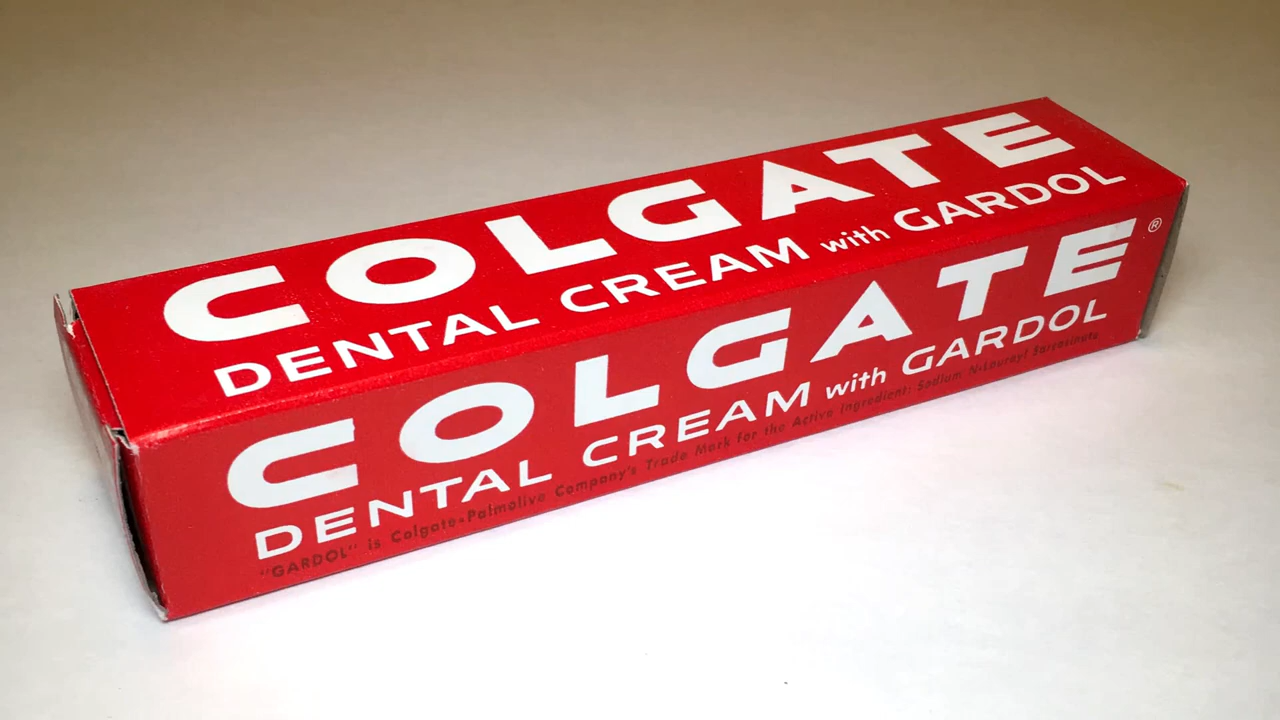 COLGATE
DENTAL CREAM with GARDOL
COLGATE®
DENTAL CREAM with GARDOL
"GARDOL" is Colgate-Palmolive Company's Trade Mark for the Active Ingredient: Sodium N-Lauroyl Sarcosinate